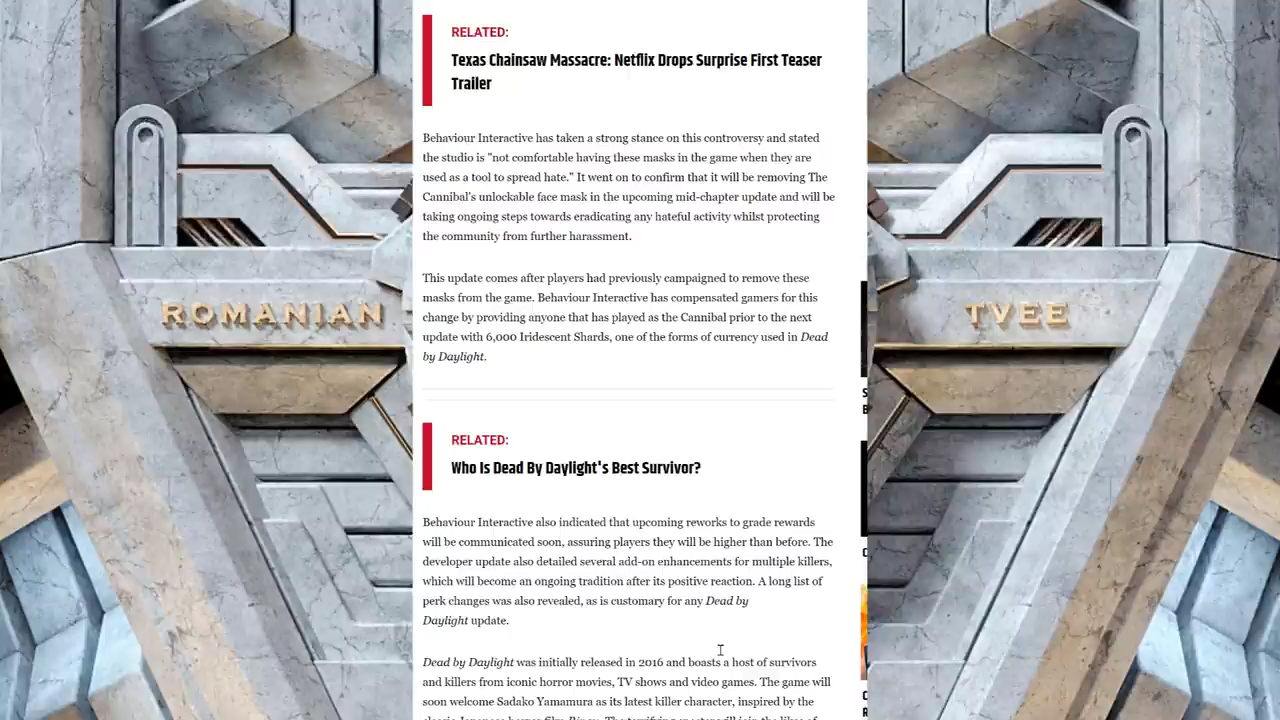 RELATED:
Texas Chainsaw Massacre: Netflix Drops Surprise First Teaser
Trailer
Behaviour Interactive has taken a strong stance on this controversy and stated
the studio is "not comfortable having these masks in the game when they are
used as a tool to spread hate." It went on to confirm that it will be removing The
Cannibal's unlockable face mask in the upcoming mid-chapter update and will be
taking ongoing steps towards eradicating any hateful activity whilst protecting
the community from further harassment.
This update comes after players had previously campaigned to remove these
masks from the game. Behaviour Interactive has compensated gamers for this
change by providing anyone that has played as the Cannibal prior to the next
update with 6,000 Iridescent Shards, one of the forms of currency used in Dead
by Daylight.
ROMANIAN
TVEE
RELATED:
Who Is Dead By Daylight's Best Survivor?
Behaviour Interactive also indicated that upcoming reworks to grade rewards
will be communicated soon, assuring players they will be higher than before. The
developer update also detailed several add-on enhancements for multiple killers,
which will become an ongoing tradition after its positive reaction. A long list of
perk changes was also revealed, as is customary for any Dead by
Daylight update.
Dead by Daylight was initially released in 2016 and boasts a host of survivors
and killers from iconic horror movies, TV shows and video games. The game will
soon welcome Sadako Yamamura as its latest killer character, inspired by the